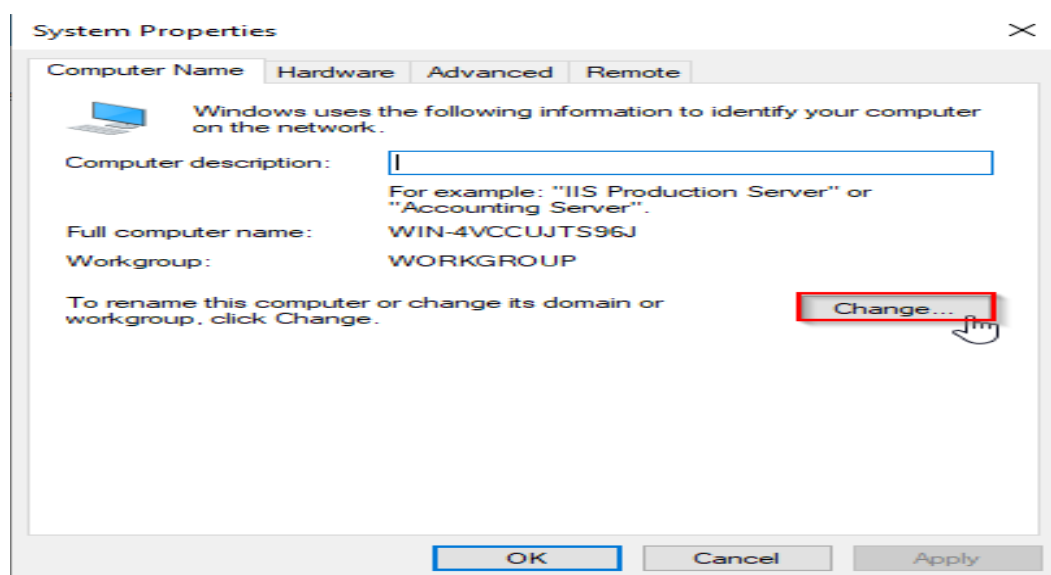 System Properties
Computer Name Hardware Advanced Remote
Windows uses the following information to identify your computer
on the network.
Computer description:
For example: "IIS Production Server" or
"Accounting Server".
Full computer name: WIN-4VCCUJTS96J
Workgroup: WORKGROUP
To rename this computer or change its domain or
workgroup, click Change.
Change...
OK Cancel Apply